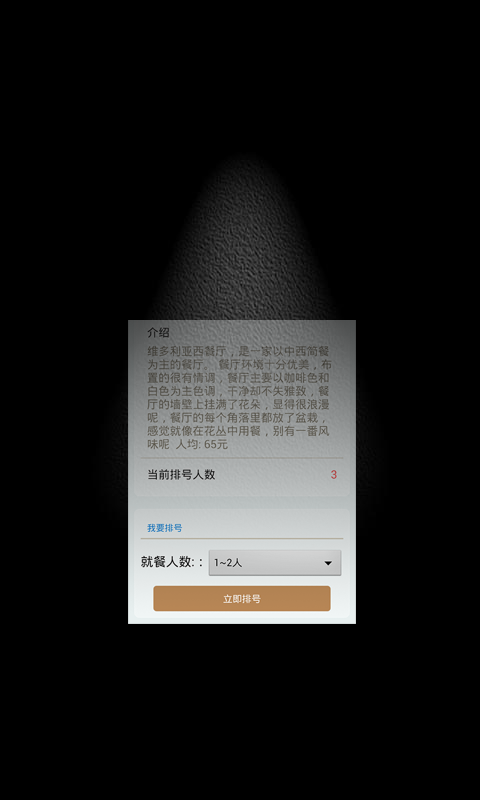 介绍
维多利亚西餐厅，是一家以中西简餐
为主的餐厅。 餐厅环境十分优美，布
置的很有情调，餐厅主要以咖啡色和
白色为主色调，干净却不失雅致，餐
厅的墙壁上挂满了花朵，显得很浪漫
呢，餐厅的每个角落里都放了盆栽，
感觉就像在花丛中用餐，别有一番风
味呢 人均: 65元
当前排号人数 3
我要排号
就餐人数: : 1~2人
立即排号